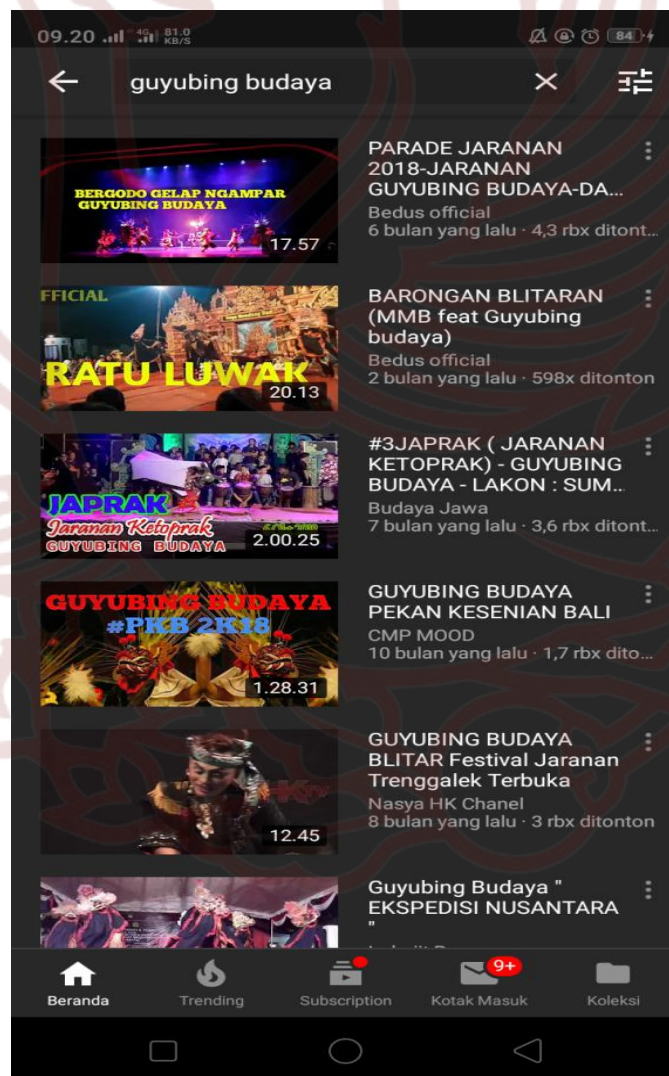 09.20 4G 81.0 KB/S 84
guyubing budaya
BERGODO GELAP NGAMPAR
GUYUBING BUDAYA
17.57
PARADE JARANAN
2018-JARANAN
GUYUBING BUDAYA-DA...
Bedus official
6 bulan yang lalu · 4,3 rbx ditont...
FFICIAL
RATU LUWAK
20.13
BARONGAN BLITARAN
(MMB feat Guyubing
budaya)
Bedus official
2 bulan yang lalu · 598x ditonton
JAPRAK
Jaranan Ketoprak
GUYUBING BUDAYA
2.00.25
#3JAPRAK ( JARANAN
KETOPRAK) - GUYUBING
BUDAYA - LAKON : SUM...
Budaya Jawa
7 bulan yang lalu · 3,6 rbx ditont...
GUYUBING BUDAYA
#PKB 2K18
1.28.31
GUYUBING BUDAYA
PEKAN KESENIAN BALI
CMP MOOD
10 bulan yang lalu · 1,7 rbx dito...
12.45
GUYUBING BUDAYA
BLITAR Festival Jaranan
Trenggalek Terbuka
Nasya HK Chanel
8 bulan yang lalu · 3 rbx ditonton
Guyubing Budaya "
EKSPEDISI NUSANTARA
"
9+
Beranda
Trending
Subscription
Kotak Masuk
Koleksi